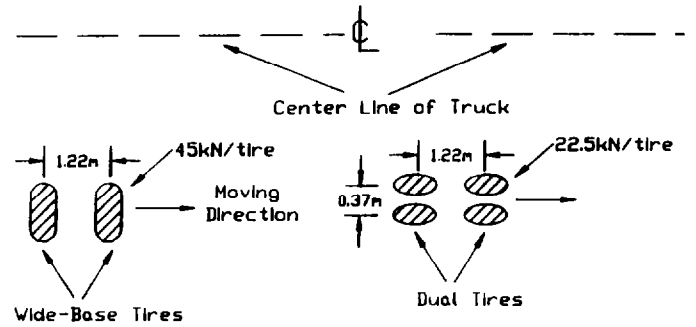 ℄
Center Line of Truck
1.22m
45kN/tire
1.22m
22.5kN/tire
Moving
Direction
0.37m
Wide-Base Tires
Dual Tires